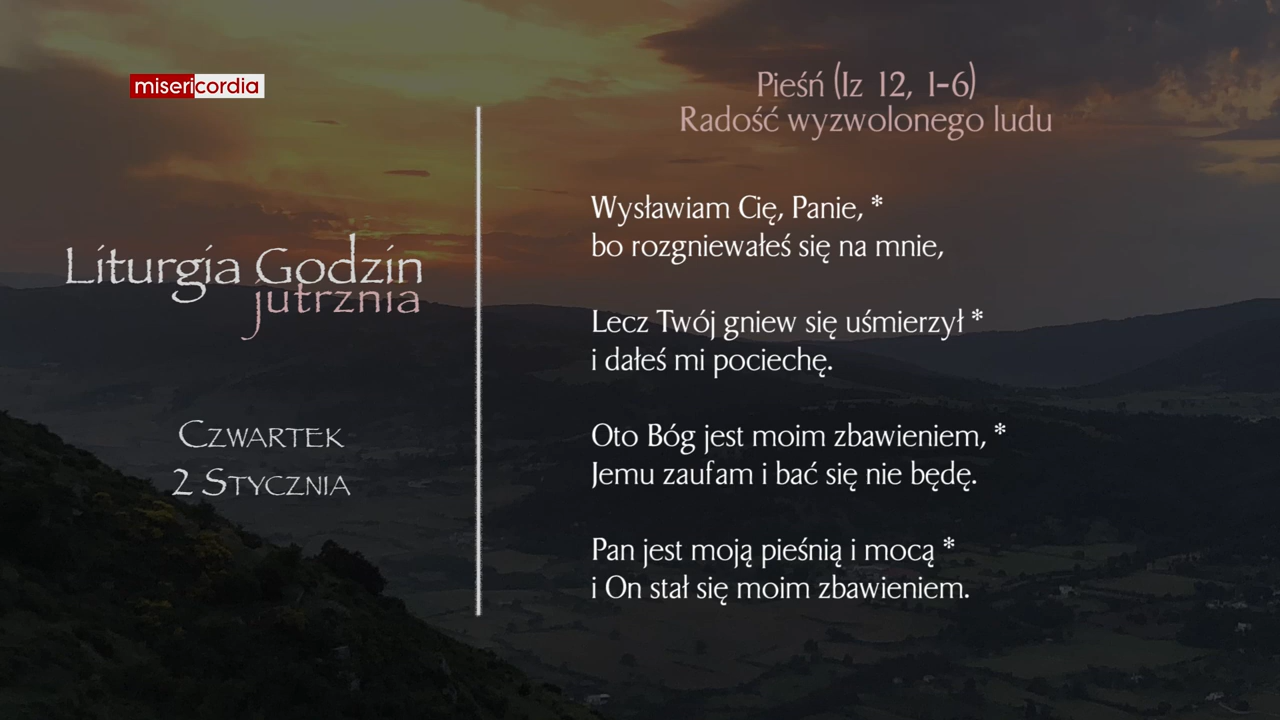 misericordia
Liturgia Godzin
jutrznia
Czwartek
2 Stycznia
Pieśń (Iz 12, 1-6)
Radość wyzwolonego ludu
Wysławiam Cię, Panie, *
bo rozgniewałeś się na mnie,
Lecz Twój gniew się uśmierzył *
i dałeś mi pociechę.
Oto Bóg jest moim zbawieniem, *
Jemu zaufam i bać się nie będę.
Pan jest moją pieśnią i mocą *
i On stał się moim zbawieniem.